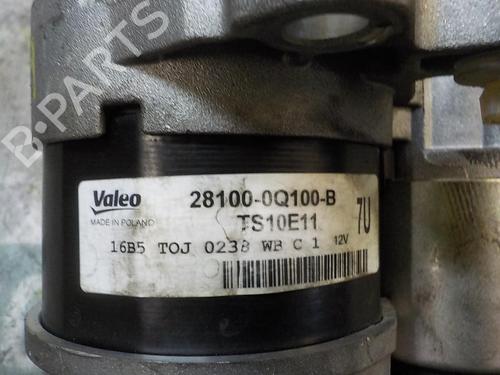 B-PARTS
Valeo
MADE IN POLAND
28100-0Q100-B
TS10E11
7U
16B5 TOJ 0238 WB C 1 12V